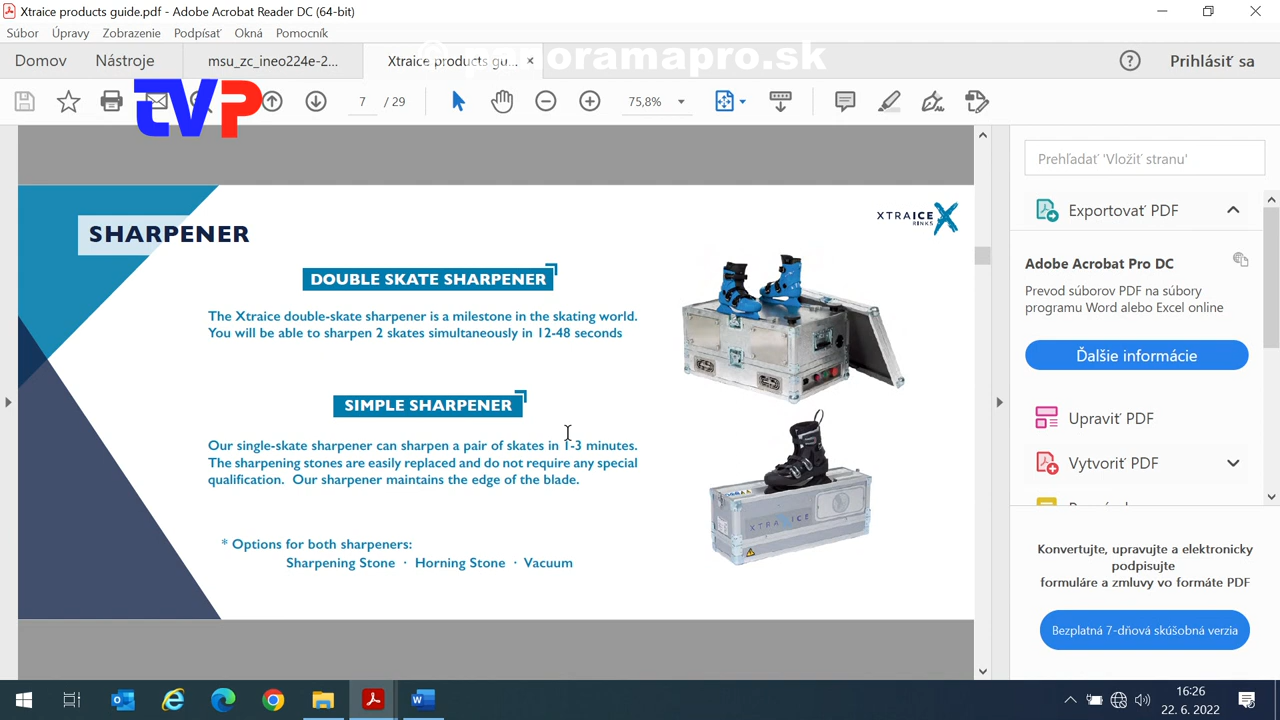 Xtraice products guide.pdf - Adobe Acrobat Reader DC (64-bit)
Súbor Úpravy Zobrazenie Podpísať Okná Pomocník
© panoramapro.sk
Domov Nástroje msu_zc_ineo224e-2... Xtraice products gu... × Prihlásiť sa
TVP
7 / 29 75,8%
Prehľadať 'Vložiť stranu'
Exportovať PDF
Adobe Acrobat Pro DC
Prevod súborov PDF na súbory
programu Word alebo Excel online
Ďalšie informácie
Upraviť PDF
Vytvoriť PDF
Konvertujte, upravujte a elektronicky
podpisujte
formuláre a zmluvy vo formáte PDF
Bezplatná 7-dňová skúšobná verzia
SHARPENER
XTRAICE
RINKS
DOUBLE SKATE SHARPENER
The Xtraice double-skate sharpener is a milestone in the skating world.
You will be able to sharpen 2 skates simultaneously in 12-48 seconds
SIMPLE SHARPENER
Our single-skate sharpener can sharpen a pair of skates in 1-3 minutes.
The sharpening stones are easily replaced and do not require any special
qualification. Our sharpener maintains the edge of the blade.
XTRAICE
* Options for both sharpeners:
Sharpening Stone · Horning Stone · Vacuum
16:26
22. 6. 2022